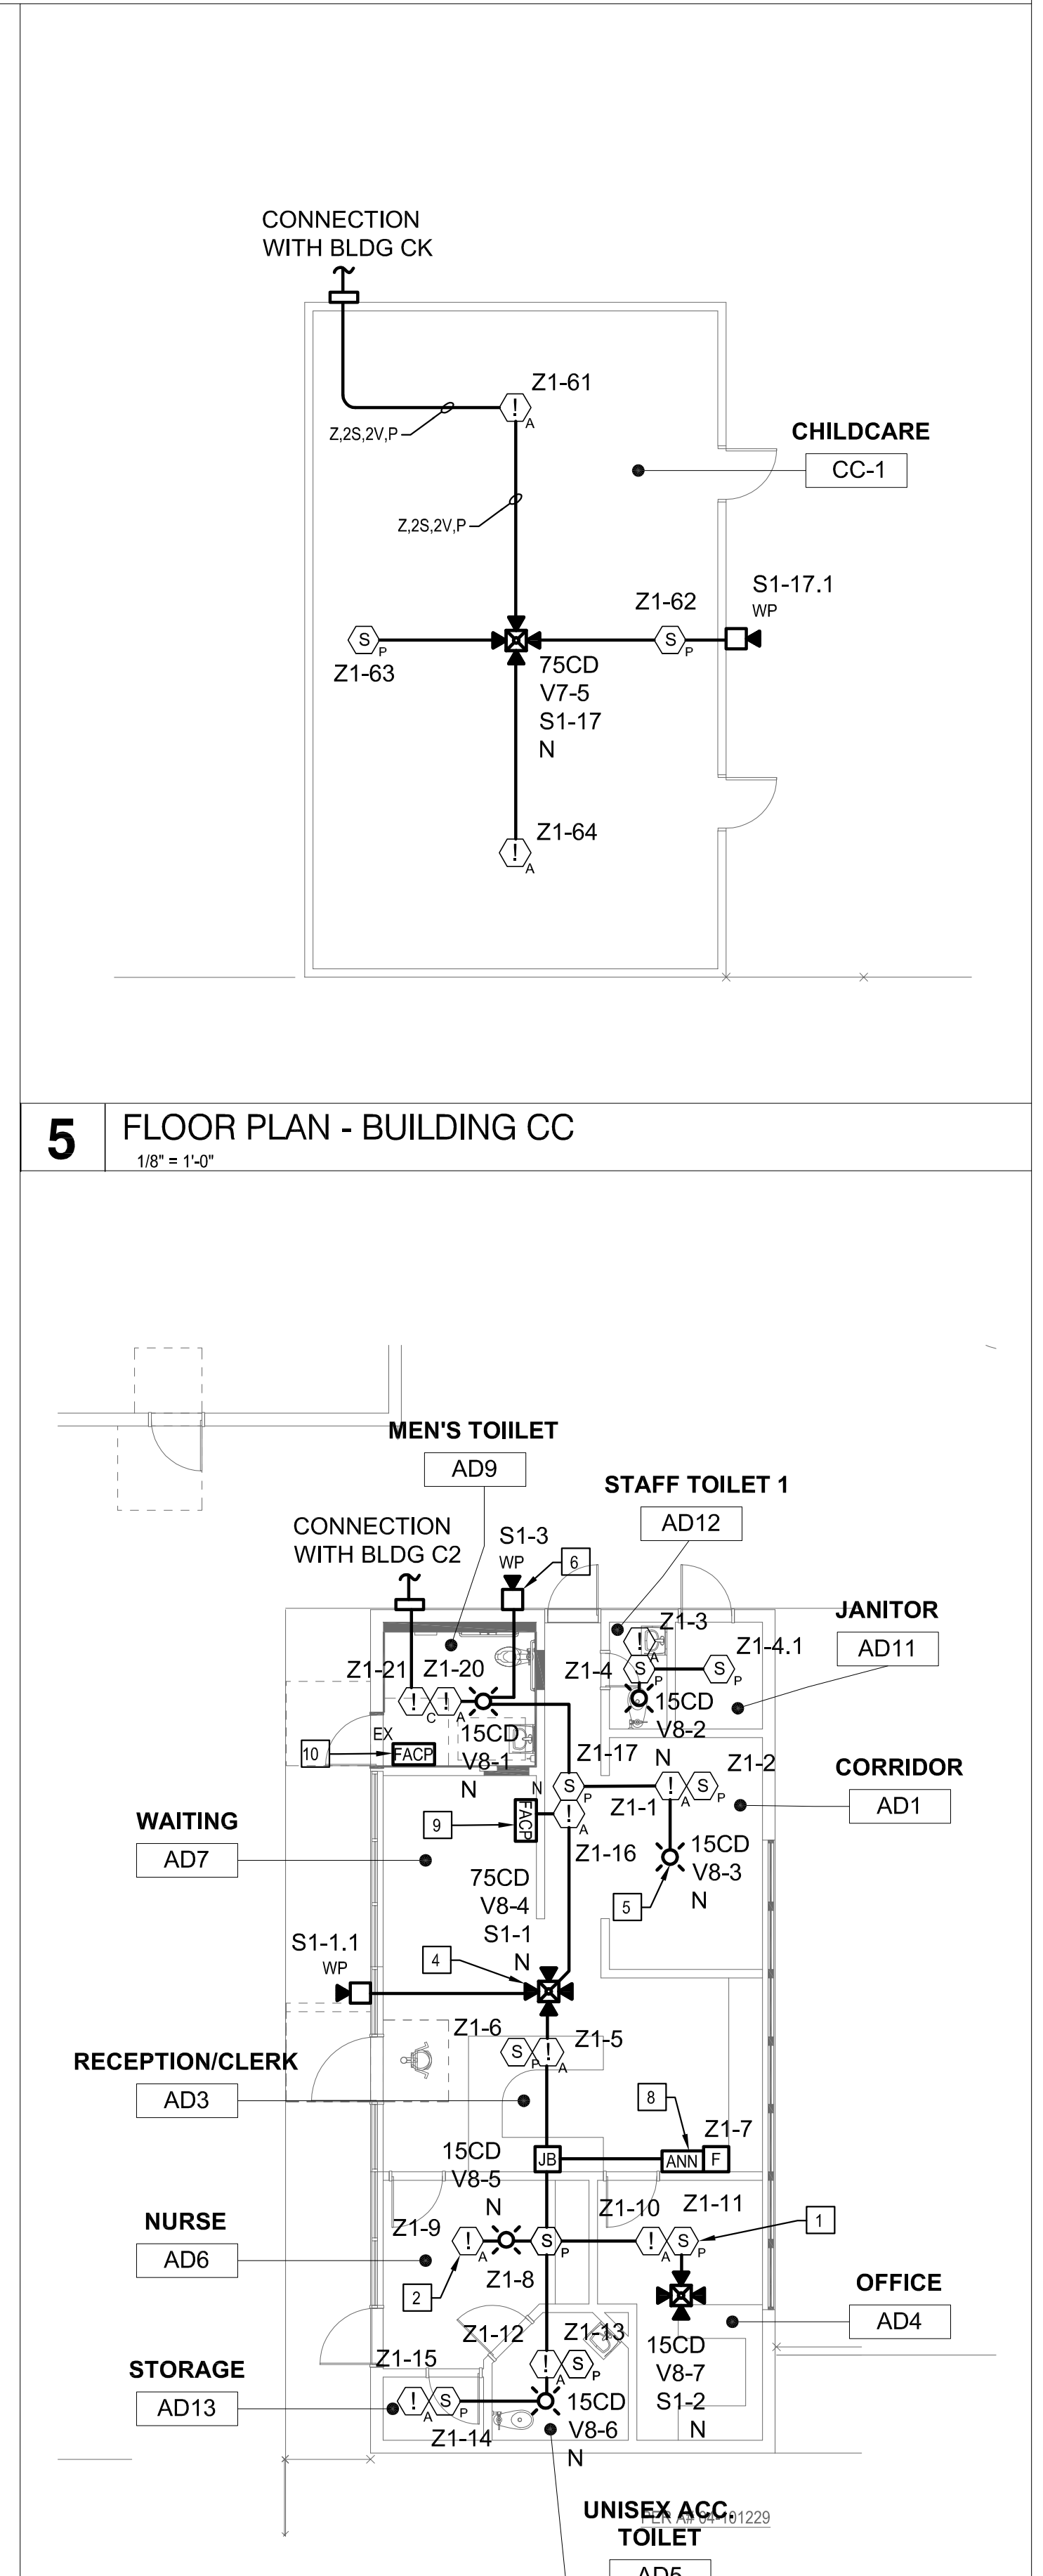 CONNECTION
WITH BLDG CK
Z1-61
!
A
Z,2S,2V,P
CHILDCARE
CC-1
Z,2S,2V,P
S1-17.1
WP
Z1-62
S
P
S
P
Z1-63
75CD
V7-5
S1-17
N
Z1-64
!
A
5
FLOOR PLAN - BUILDING CC
1/8" = 1'-0"
MEN'S TOIILET
AD9
STAFF TOILET 1
AD12
CONNECTION
WITH BLDG C2
S1-3
WP
6
JANITOR
AD11
Z1-3
!
A
Z1-4.1
Z1-4
S
P
S
P
Z1-21
Z1-20
!
C
!
A
15CD
V8-2
N
EX
FACP
10
15CD
V8-1
N
Z1-17
S
P
Z1-2
CORRIDOR
AD1
Z1-1
!
A
S
P
N
FACP
9
!
A
Z1-16
WAITING
AD7
15CD
V8-3
N
5
75CD
V8-4
S1-1
N
S1-1.1
WP
4
Z1-6
Z1-5
S
P
!
A
RECEPTION/CLERK
AD3
8
Z1-7
JB
ANN
F
15CD
V8-5
N
NURSE
AD6
Z1-9
Z1-10
Z1-11
1
!
A
S
P
!
A
S
P
2
Z1-8
OFFICE
AD4
Z1-12
Z1-13
!
A
S
P
15CD
V8-7
S1-2
N
STORAGE
AD13
Z1-15
!
A
S
P
Z1-14
15CD
V8-6
N
UNISEX ACC.
PER A# 04-101229
TOILET
AD5